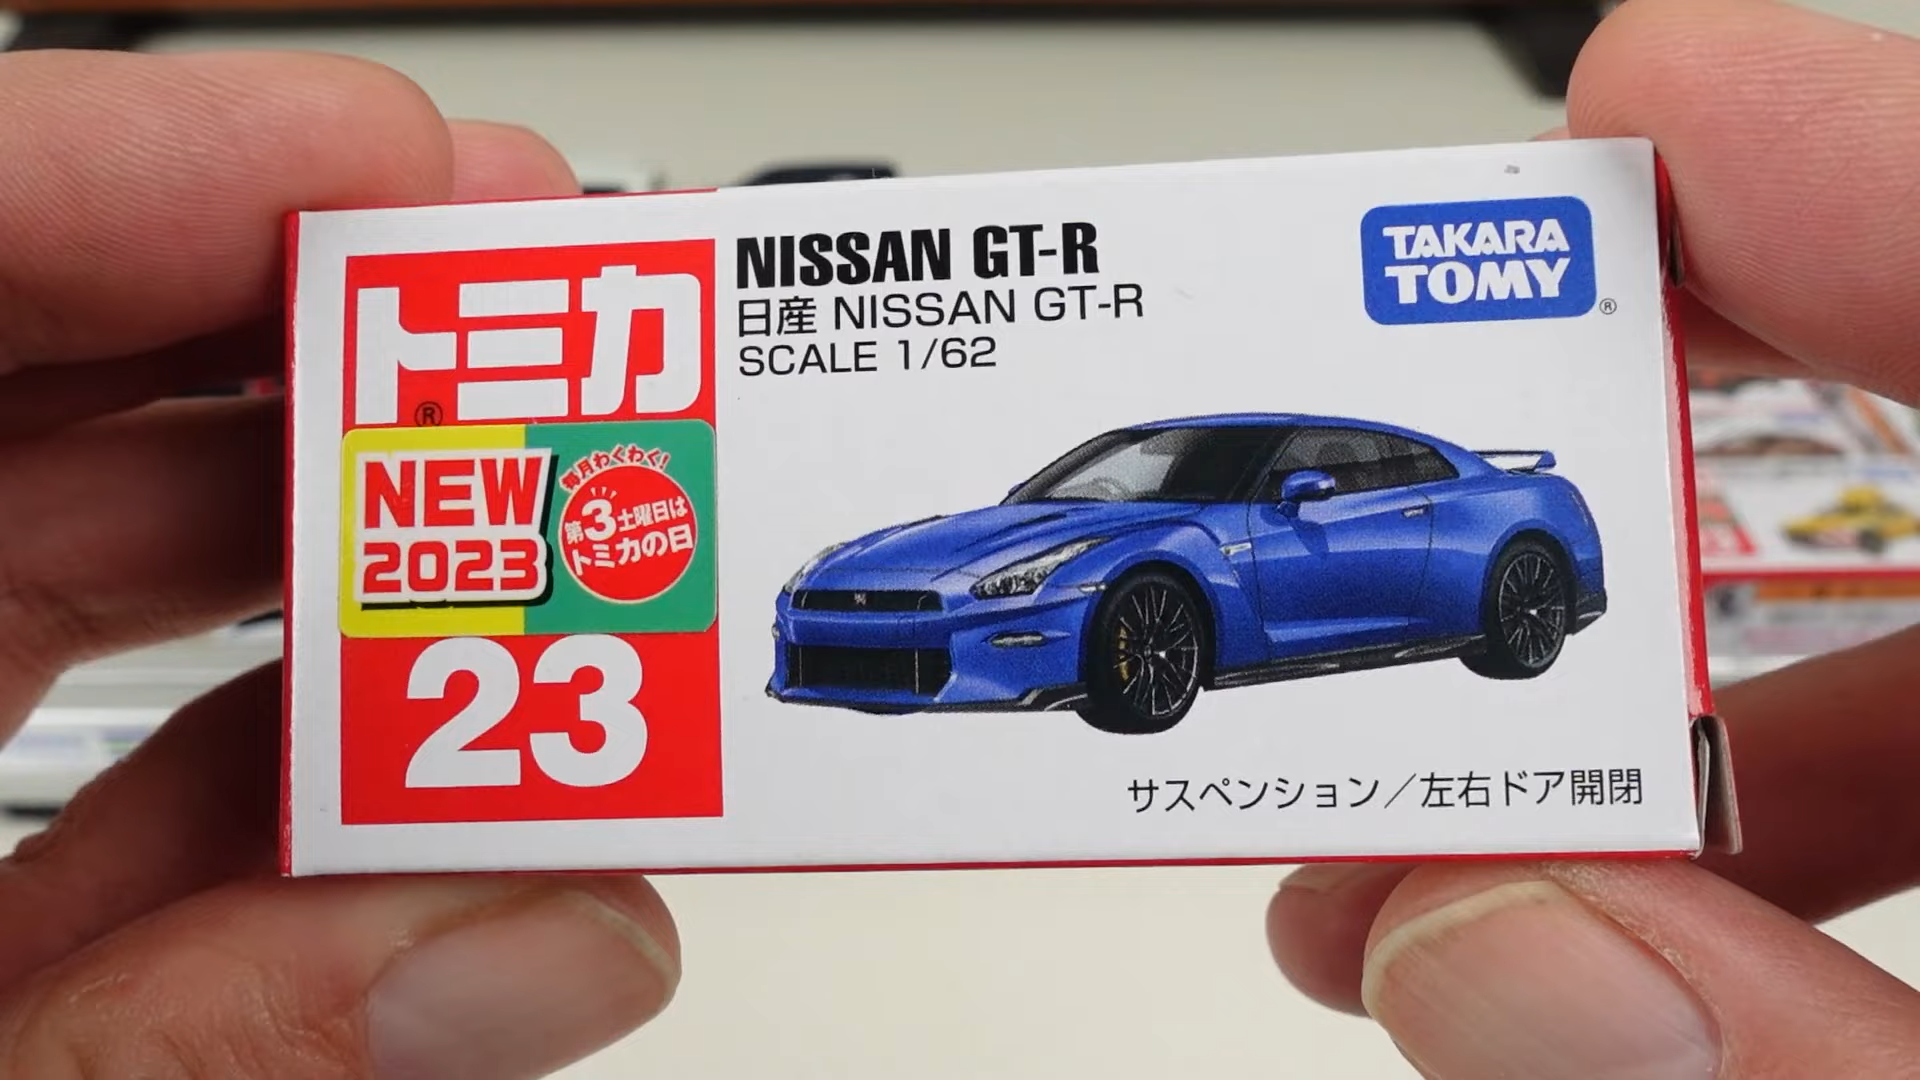 トミカ
®
NEW
2023
毎月わくわく!
第3土曜日は
トミカの日
23
NISSAN GT-R
日産 NISSAN GT-R
SCALE 1/62
TAKARA
TOMY
®
サスペンション/左右ドア開閉